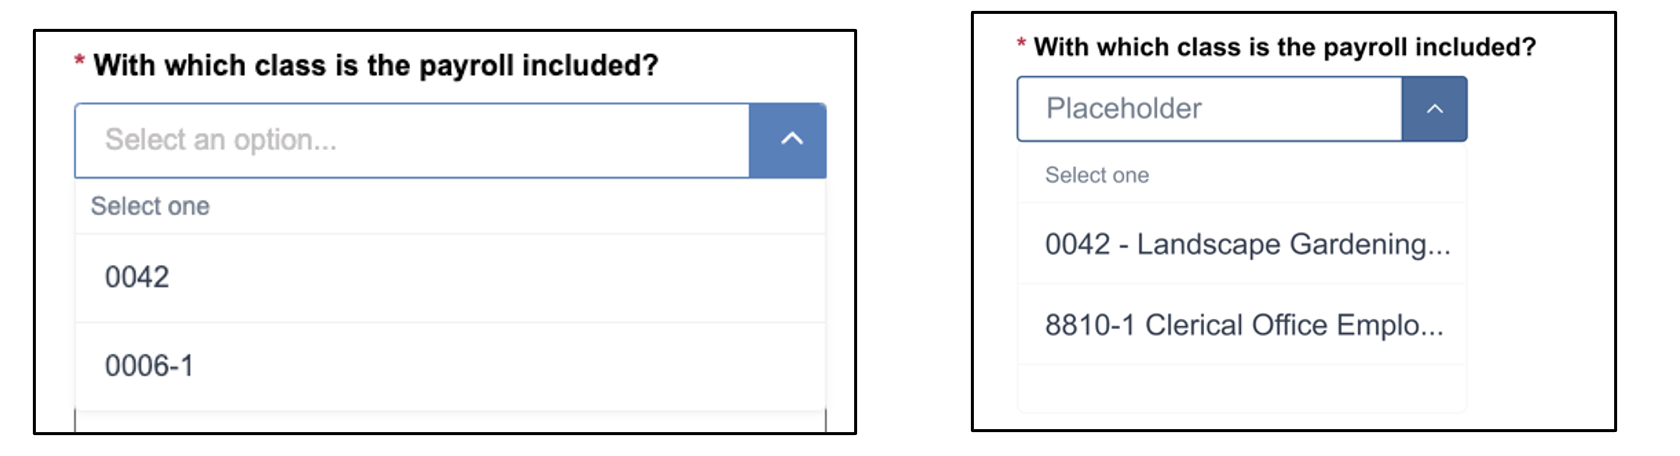 * With which class is the payroll included?
Select an option...
Select one
0042
0006-1
* With which class is the payroll included?
Placeholder
Select one
0042 - Landscape Gardening...
8810-1 Clerical Office Emplo...